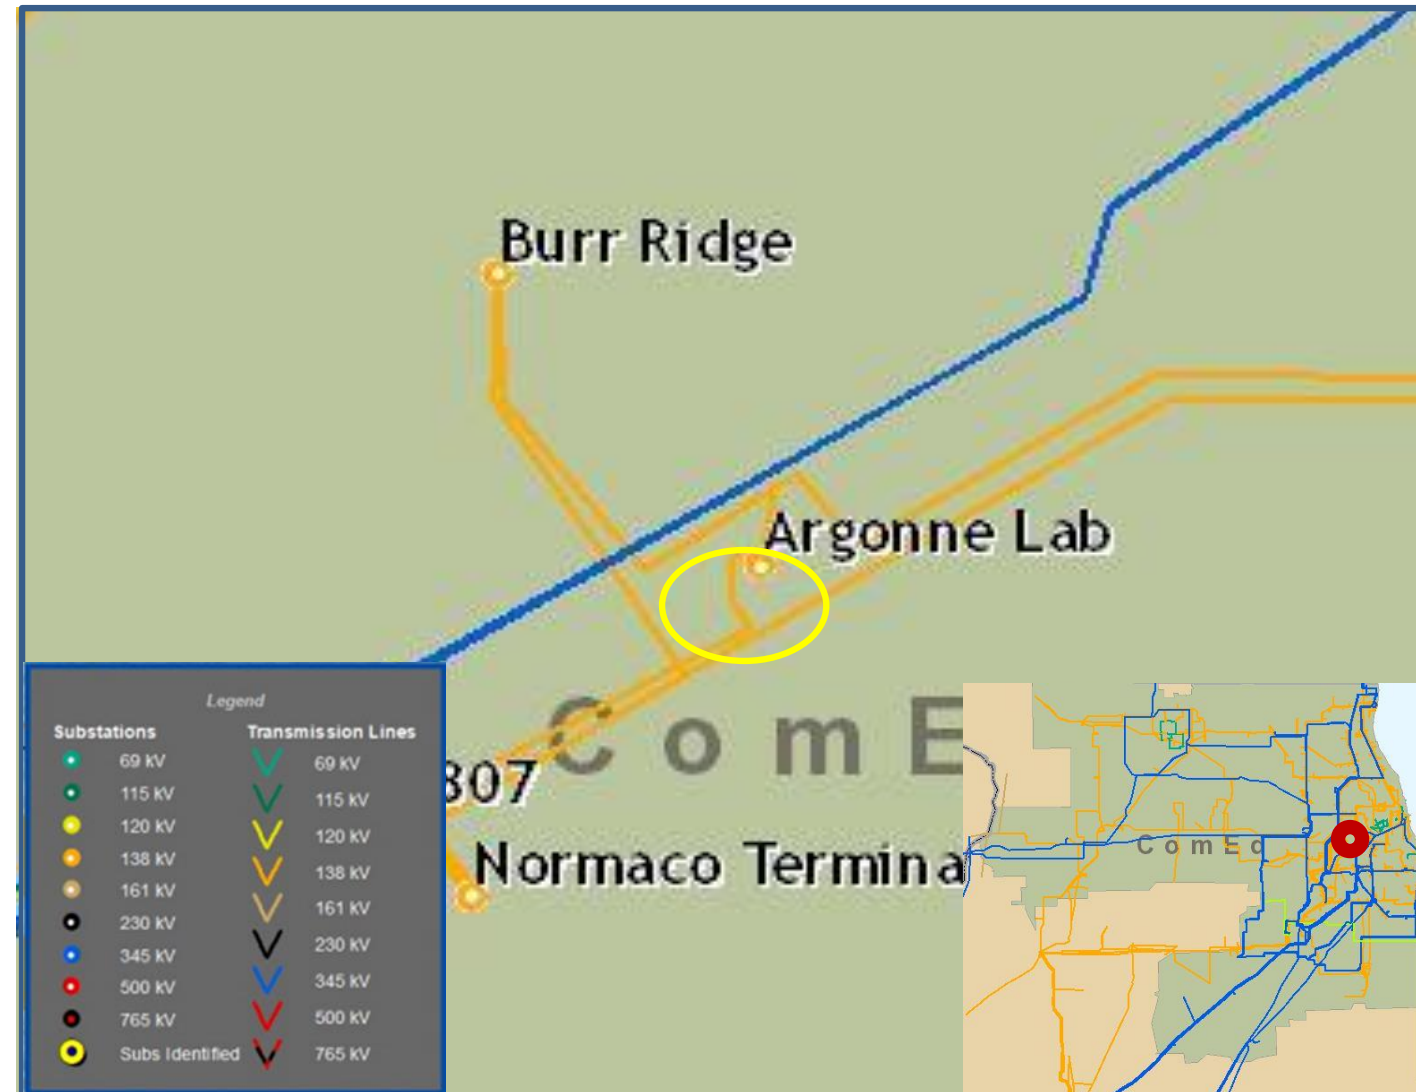 Burr Ridge
Argonne Lab
ComE
807
Normaco Termina
Legend
Substations Transmission Lines
69 kV 69 kV
115 kV 115 kV
120 kV 120 kV
138 kV 138 kV
161 kV 161 kV
230 kV 230 kV
345 kV 345 kV
500 kV 500 kV
765 kV 765 kV
Subs Identified
ComEd